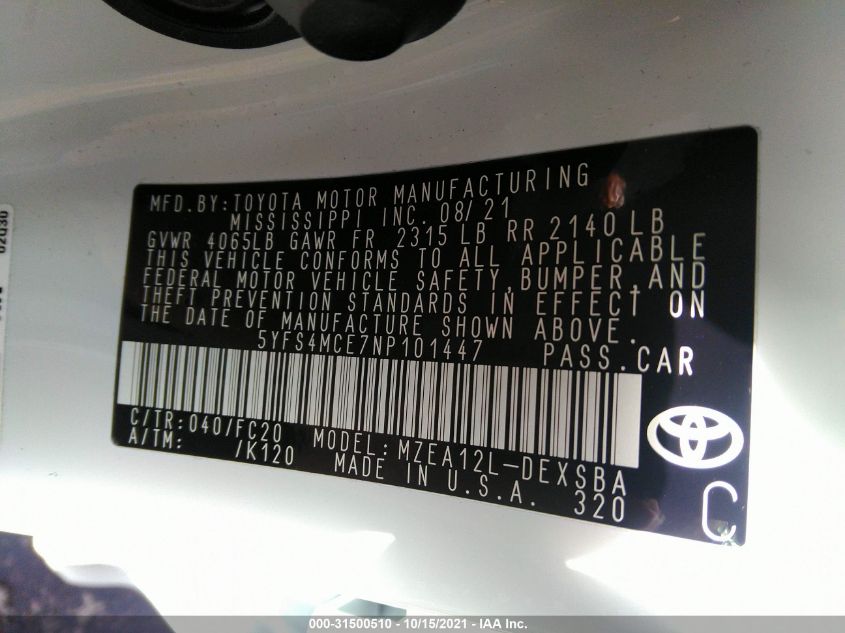 MFD.BY:TOYOTA MOTOR MANUFACTURING
MISSISSIPPI INC. 08/21
GVWR 4065LB GAWR FR 2315 LB RR 2140 LB
THIS VEHICLE CONFORMS TO ALL APPLICABLE
FEDERAL MOTOR VEHICLE SAFETY,BUMPER,AND
THEFT PREVENTION STANDARDS IN EFFECT ON
THE DATE OF MANUFACTURE SHOWN ABOVE.
5YFS4MCE7NP101447 PASS.CAR
C/TR:040/FC20 MODEL:MZEA12L-DEXSBA
A/TM: /K120 MADE IN U.S.A. 320
C
000-31500510 - 10/15/2021 - IAA Inc.